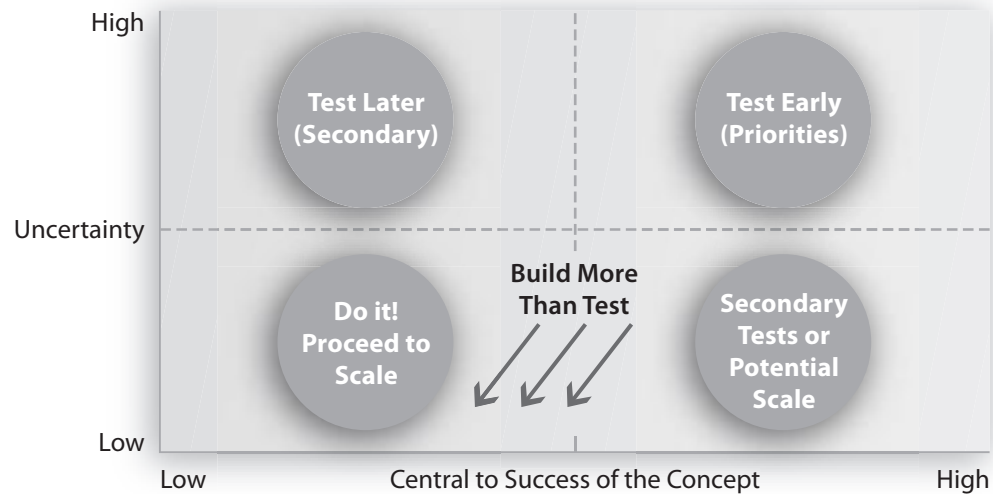 High
Test Later
(Secondary)
Test Early
(Priorities)
Uncertainty
Build More
Than Test
Do it!
Proceed to
Scale
Secondary
Tests or
Potential
Scale
Low
Low
Central to Success of the Concept
High